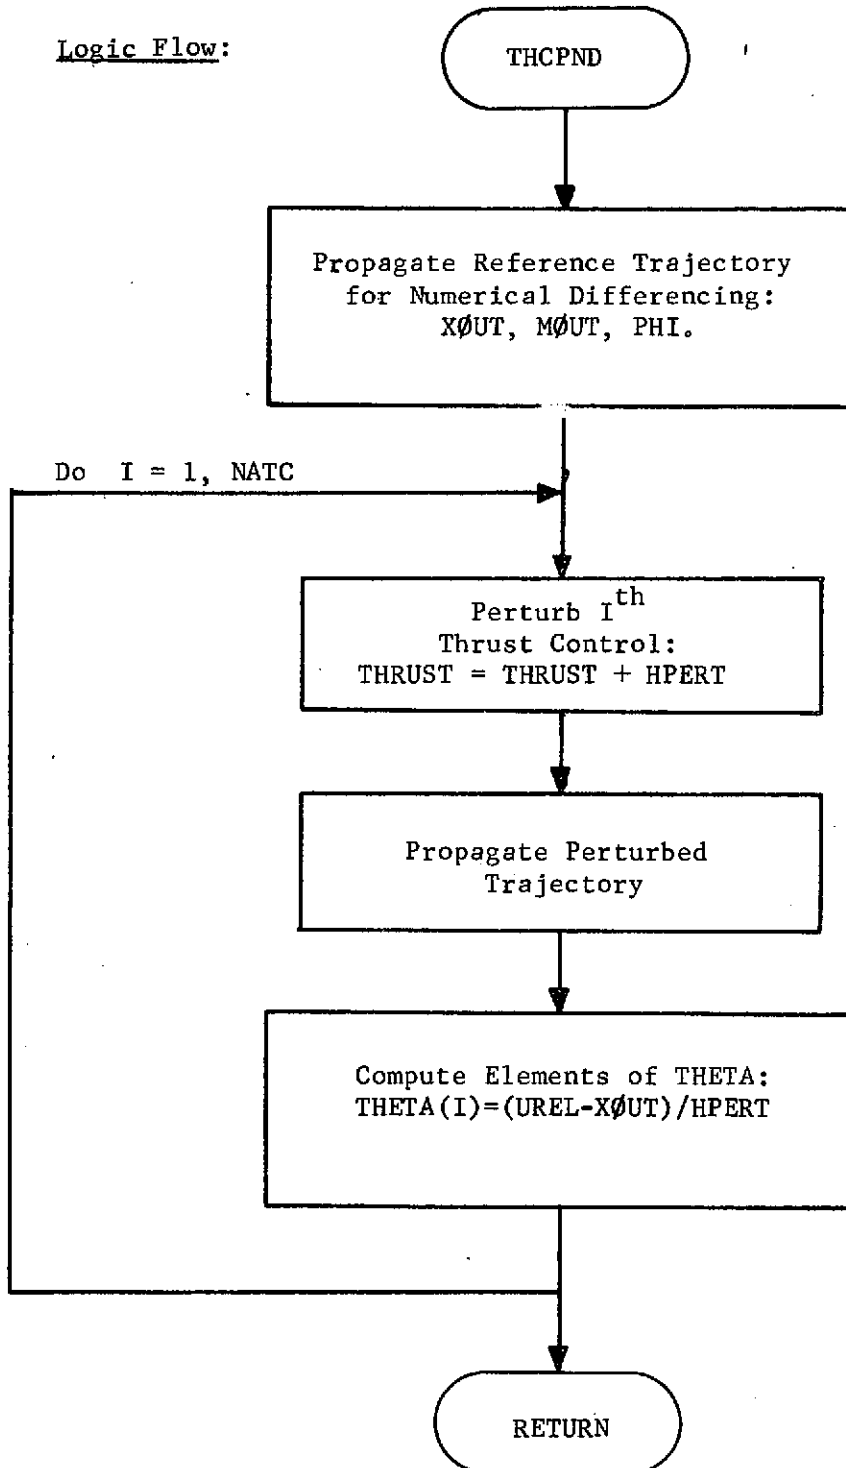 Logic Flow:
THCPND
Propagate Reference Trajectory
for Numerical Differencing:
XØUT, MØUT, PHI.
Do I = 1, NATC
Perturb Ith
Thrust Control:
THRUST = THRUST + HPERT
Propagate Perturbed
Trajectory
Compute Elements of THETA:
THETA(I)=(UREL-XØUT)/HPERT
RETURN